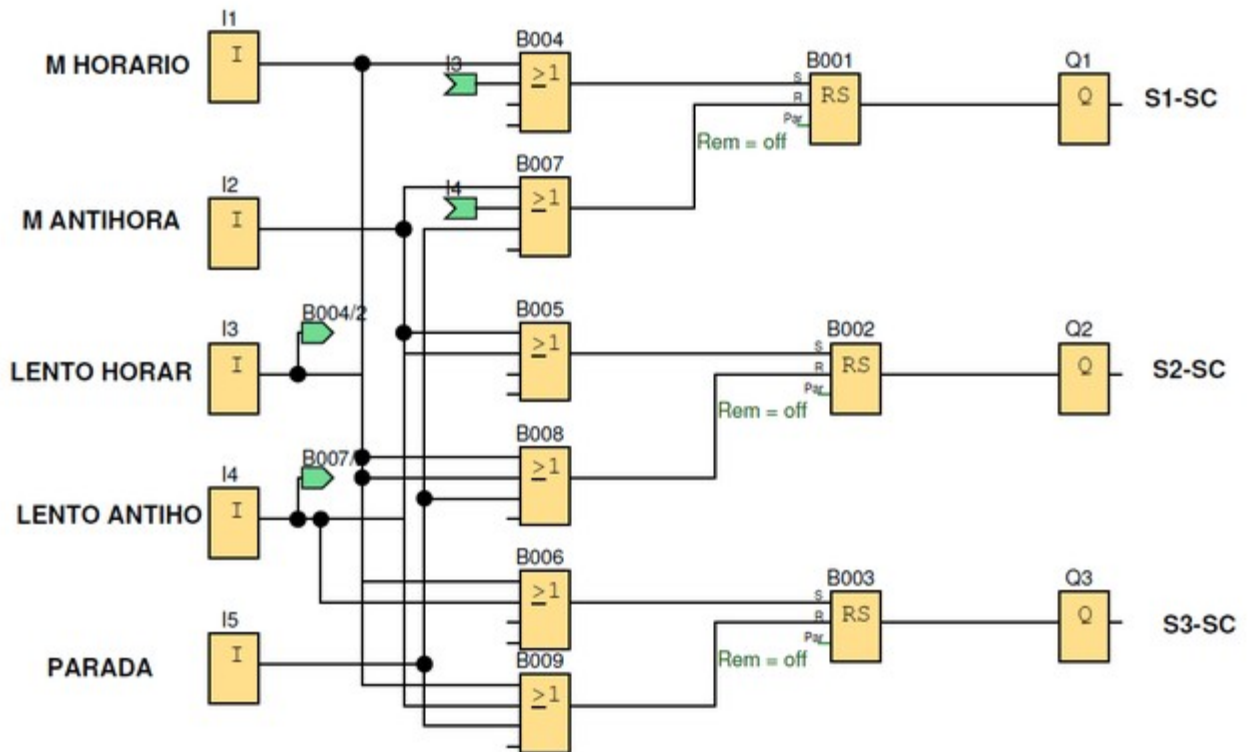 I1
I
M HORARIO
I3
B004
≥1
S
R
Par
B001
RS
Rem = off
Q1
Q
S1-SC
I2
I
M ANTIHORA
I4
B007
≥1
B004/2
I3
I
LENTO HORAR
B005
≥1
S
R
Par
B002
RS
Rem = off
Q2
Q
S2-SC
B007/
I4
I
LENTO ANTIHO
B008
≥1
B006
≥1
S
R
Par
B003
RS
Rem = off
Q3
Q
S3-SC
I5
I
PARADA
B009
≥1